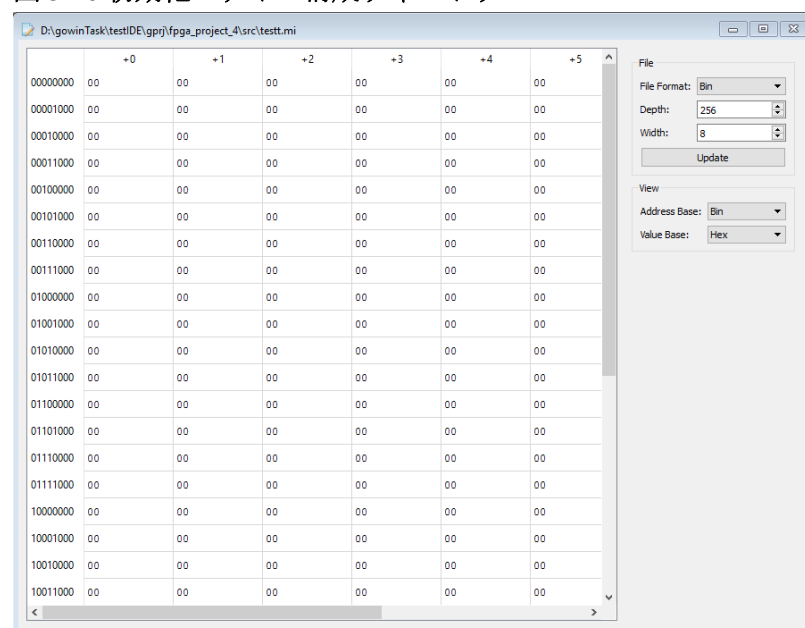 D:\gowinTask\testIDE\gprj\fpga_project_4\src\testt.mi
+0 +1 +2 +3 +4 +5
00000000 00 00 00 00 00 00
00001000 00 00 00 00 00 00
00010000 00 00 00 00 00 00
00011000 00 00 00 00 00 00
00100000 00 00 00 00 00 00
00101000 00 00 00 00 00 00
00110000 00 00 00 00 00 00
00111000 00 00 00 00 00 00
01000000 00 00 00 00 00 00
01001000 00 00 00 00 00 00
01010000 00 00 00 00 00 00
01011000 00 00 00 00 00 00
01100000 00 00 00 00 00 00
01101000 00 00 00 00 00 00
01110000 00 00 00 00 00 00
01111000 00 00 00 00 00 00
10000000 00 00 00 00 00 00
10001000 00 00 00 00 00 00
10010000 00 00 00 00 00 00
10011000 00 00 00 00 00 00
File
File Format: Bin
Depth: 256
Width: 8
Update
View
Address Base: Bin
Value Base: Hex